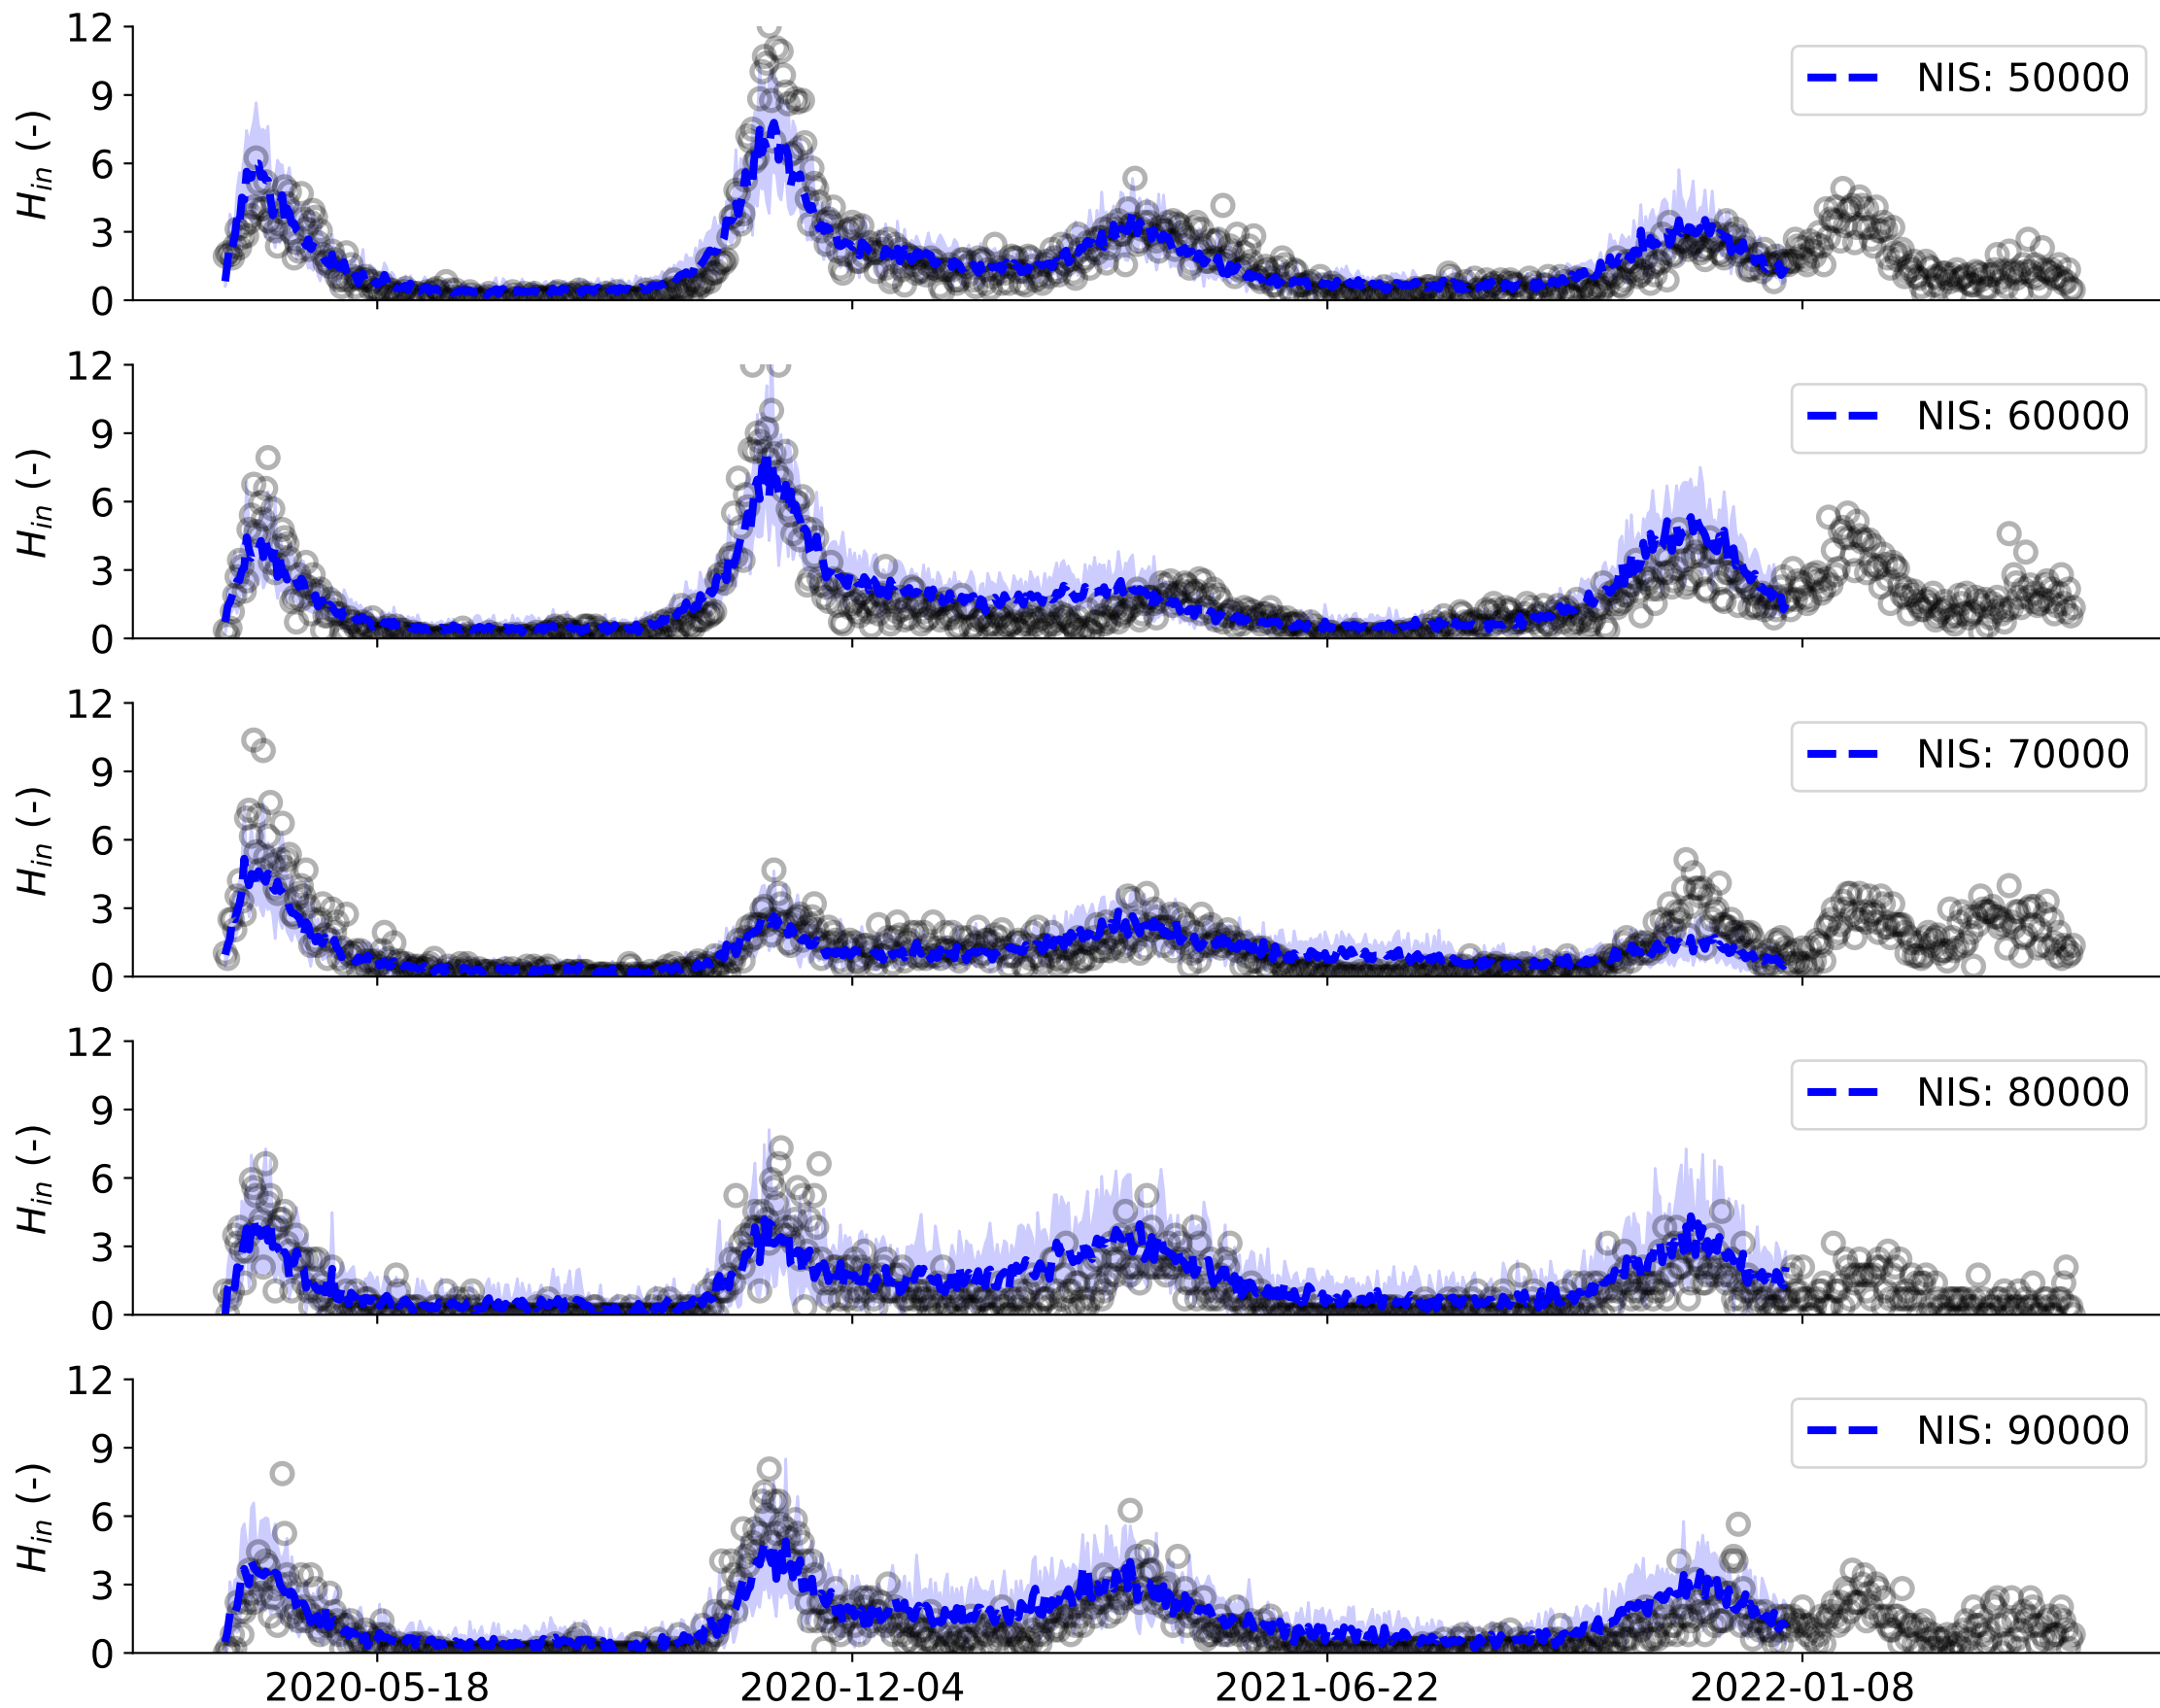 12
9
6
3
0
H_in (-)
NIS: 50000
12
9
6
3
0
H_in (-)
NIS: 60000
12
9
6
3
0
H_in (-)
NIS: 70000
12
9
6
3
0
H_in (-)
NIS: 80000
12
9
6
3
0
H_in (-)
NIS: 90000
2020-05-18 2020-12-04 2021-06-22 2022-01-08